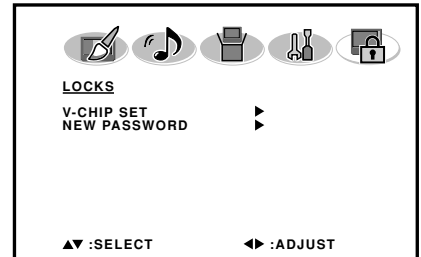 LOCKS
V-CHIP SET ▶
NEW PASSWORD ▶
▲▼ :SELECT ◀▶ :ADJUST